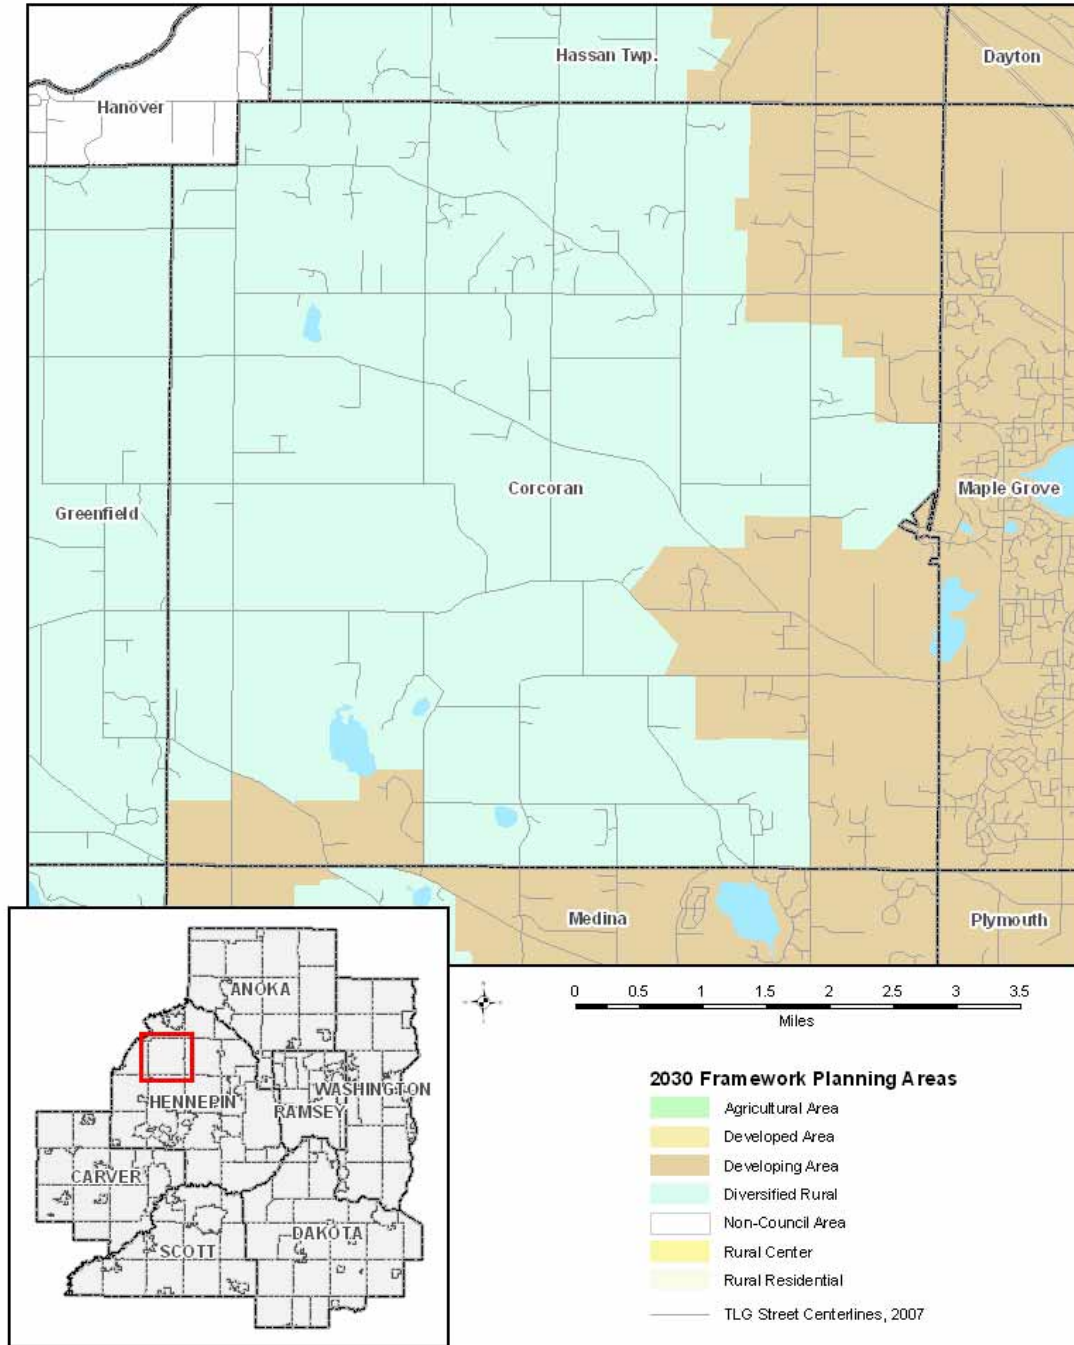 Hassan Twp.
Dayton
Hanover
Corcoran
Maple Grove
Greenfield
Medina
Plymouth
ANOKA
WASHINGTON
HENNEPIN
RAMSEY
CARVER
DAKOTA
SCOTT
0 0.5 1 1.5 2 2.5 3 3.5
Miles
2030 Framework Planning Areas
Agricultural Area
Developed Area
Developing Area
Diversified Rural
Non-Council Area
Rural Center
Rural Residential
TLG Street Centerlines, 2007